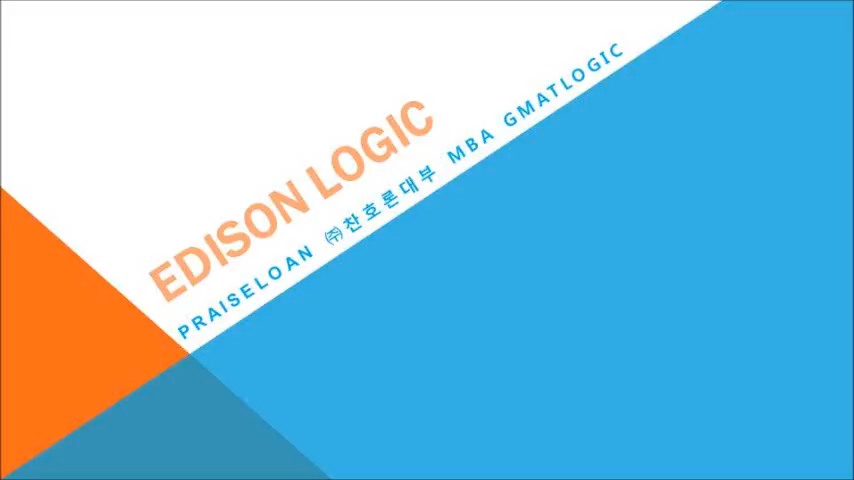 EDISON LOGIC
PRAISELOAN ㈜찬호론대부 MBA GMATLOGIC